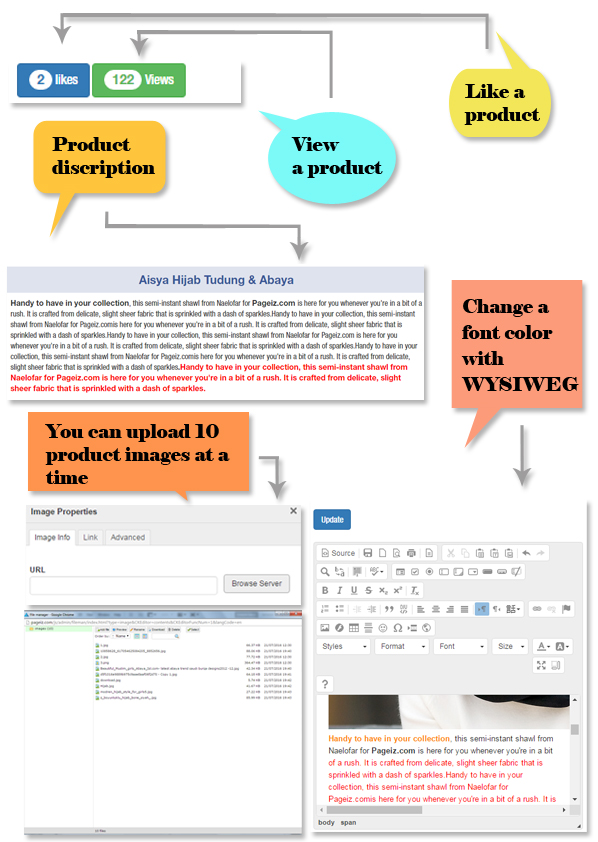 2 likes
122 Views
Like a
product
Product
discription
View
a product
Aisya Hijab Tudung & Abaya
Handy to have in your collection, this semi-instant shawl from Naelofar for Pageiz.com is here for you whenever you're in a bit of a
rush. It is crafted from delicate, slight sheer fabric that is sprinkled with a dash of sparkles.Handy to have in your collection, this semi-instant
shawl from Naelofar for Pageiz.comis here for you whenever you're in a bit of a rush. It is crafted from delicate, slight sheer fabric that is
sprinkled with a dash of sparkles.Handy to have in your collection, this semi-instant shawl from Naelofar for Pageiz.com is here for you
whenever you're in a bit of a rush. It is crafted from delicate, slight sheer fabric that is sprinkled with a dash of sparkles.Handy to have in your
collection, this semi-instant shawl from Naelofar for Pageiz.comis here for you whenever you're in a bit of a rush. It is crafted from delicate,
slight sheer fabric that is sprinkled with a dash of sparkles.Handy to have in your collection, this semi-instant shawl from
Naelofar for Pageiz.com is here for you whenever you're in a bit of a rush. It is crafted from delicate, slight
sheer fabric that is sprinkled with a dash of sparkles.
Change a
font color
with
WYSIWEG
You can upload 10
product images at a
time
Image Properties
Image Info Link Advanced
URL
Browse Server
Update
Source
Styles Format Font Size
Handy to have in your collection, this semi-instant shawl from
Naelofar for Pageiz.com is here for you whenever you're in a bit
of a rush. It is crafted from delicate, slight sheer fabric that is
sprinkled with a dash of sparkles.Handy to have in your
collection, this semi-instant shawl from Naelofar for
Pageiz.comis here for you whenever you're in a bit of a rush. It is
body span